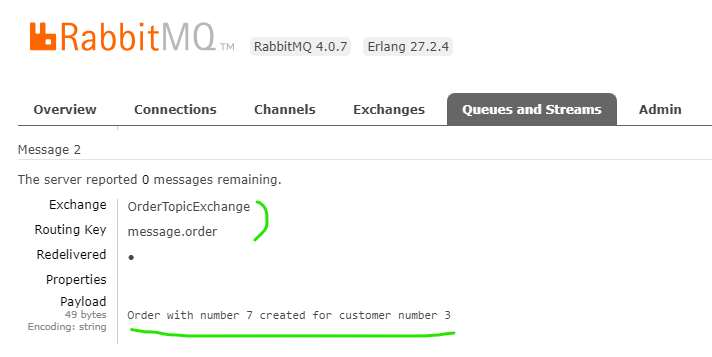 RabbitMQ TM RabbitMQ 4.0.7 Erlang 27.2.4
Overview Connections Channels Exchanges Queues and Streams Admin
Message 2
The server reported 0 messages remaining.
Exchange OrderTopicExchange
Routing Key message.order
Redelivered ●
Properties
Payload
49 bytes Order with number 7 created for customer number 3
Encoding: string